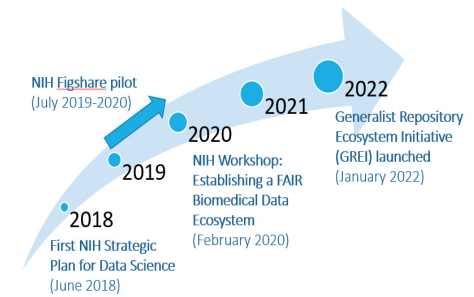 NIH Figshare pilot
(July 2019-2020)
2018
First NIH Strategic
Plan for Data Science
(June 2018)
2019
2020
NIH Workshop:
Establishing a FAIR
Biomedical Data
Ecosystem
(February 2020)
2021
2022
Generalist Repository
Ecosystem Initiative
(GREI) launched
(January 2022)